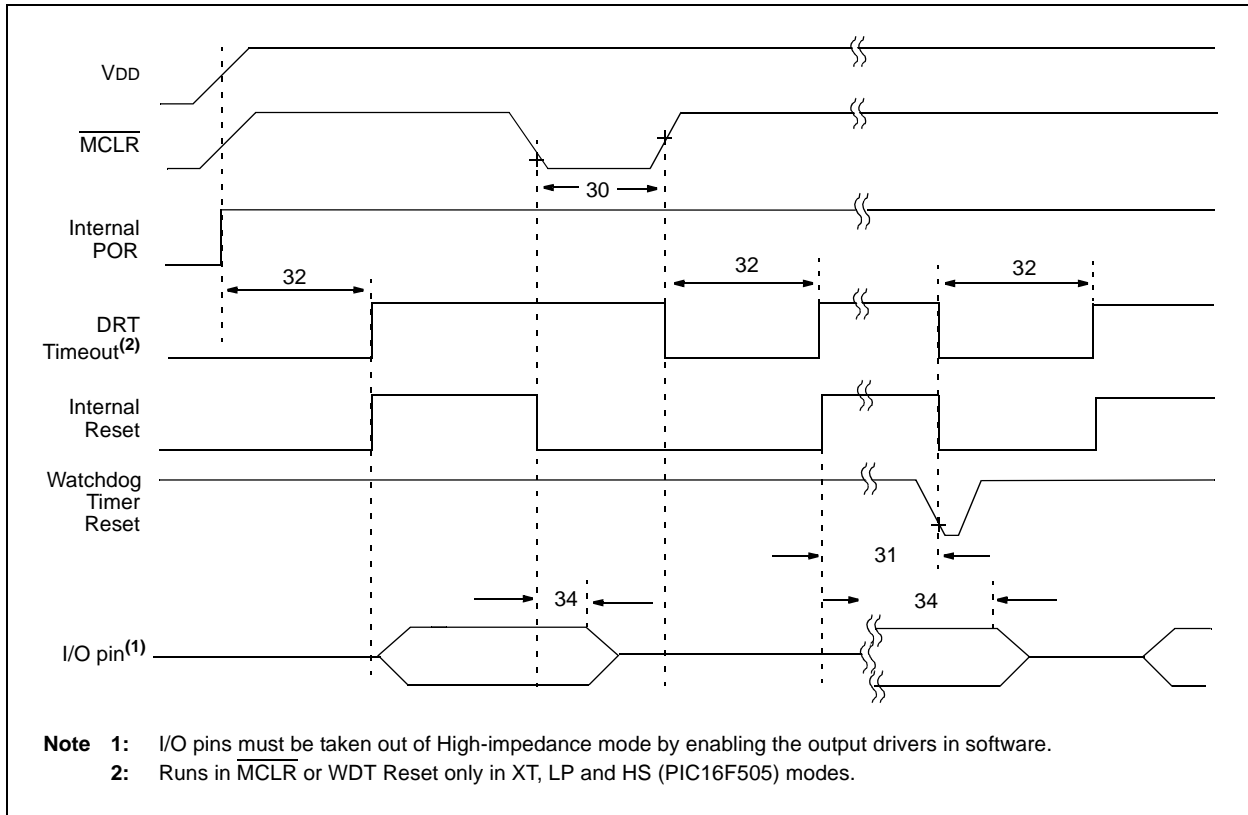 VDD
MCLR
30
Internal
POR
32
32
32
DRT
Timeout(2)
Internal
Reset
Watchdog
Timer
Reset
31
34
34
I/O pin(1)
Note 1: I/O pins must be taken out of High-impedance mode by enabling the output drivers in software.
2: Runs in MCLR or WDT Reset only in XT, LP and HS (PIC16F505) modes.